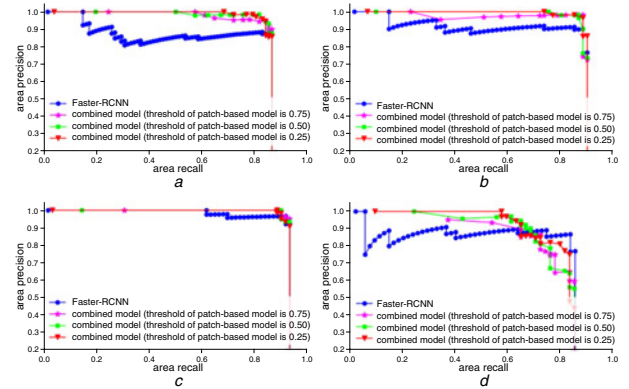 1.0
0.9
0.8
0.7
0.6
0.5
0.4
0.3
0.2
area precision
Faster-RCNN
combined model (threshold of patch-based model is 0.75)
combined model (threshold of patch-based model is 0.50)
combined model (threshold of patch-based model is 0.25)
0.0 0.2 0.4 0.6 0.8 1.0
area recall
a
1.0
0.9
0.8
0.7
0.6
0.5
0.4
0.3
0.2
area precision
Faster-RCNN
combined model (threshold of patch-based model is 0.75)
combined model (threshold of patch-based model is 0.50)
combined model (threshold of patch-based model is 0.25)
0.0 0.2 0.4 0.6 0.8 1.0
area recall
b
1.0
0.9
0.8
0.7
0.6
0.5
0.4
0.3
0.2
area precision
Faster-RCNN
combined model (threshold of patch-based model is 0.75)
combined model (threshold of patch-based model is 0.50)
combined model (threshold of patch-based model is 0.25)
0.0 0.2 0.4 0.6 0.8 1.0
area recall
c
1.0
0.9
0.8
0.7
0.6
0.5
0.4
0.3
0.2
area precision
Faster-RCNN
combined model (threshold of patch-based model is 0.75)
combined model (threshold of patch-based model is 0.50)
combined model (threshold of patch-based model is 0.25)
0.0 0.2 0.4 0.6 0.8 1.0
area recall
d